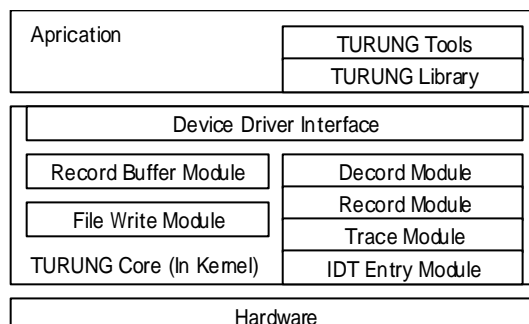 Aprication
TURUNG Tools
TURUNG Library
Device Driver Interface
Record Buffer Module
File Write Module
TURUNG Core (In Kernel)
Decord Module
Record Module
Trace Module
IDT Entry Module
Hardware